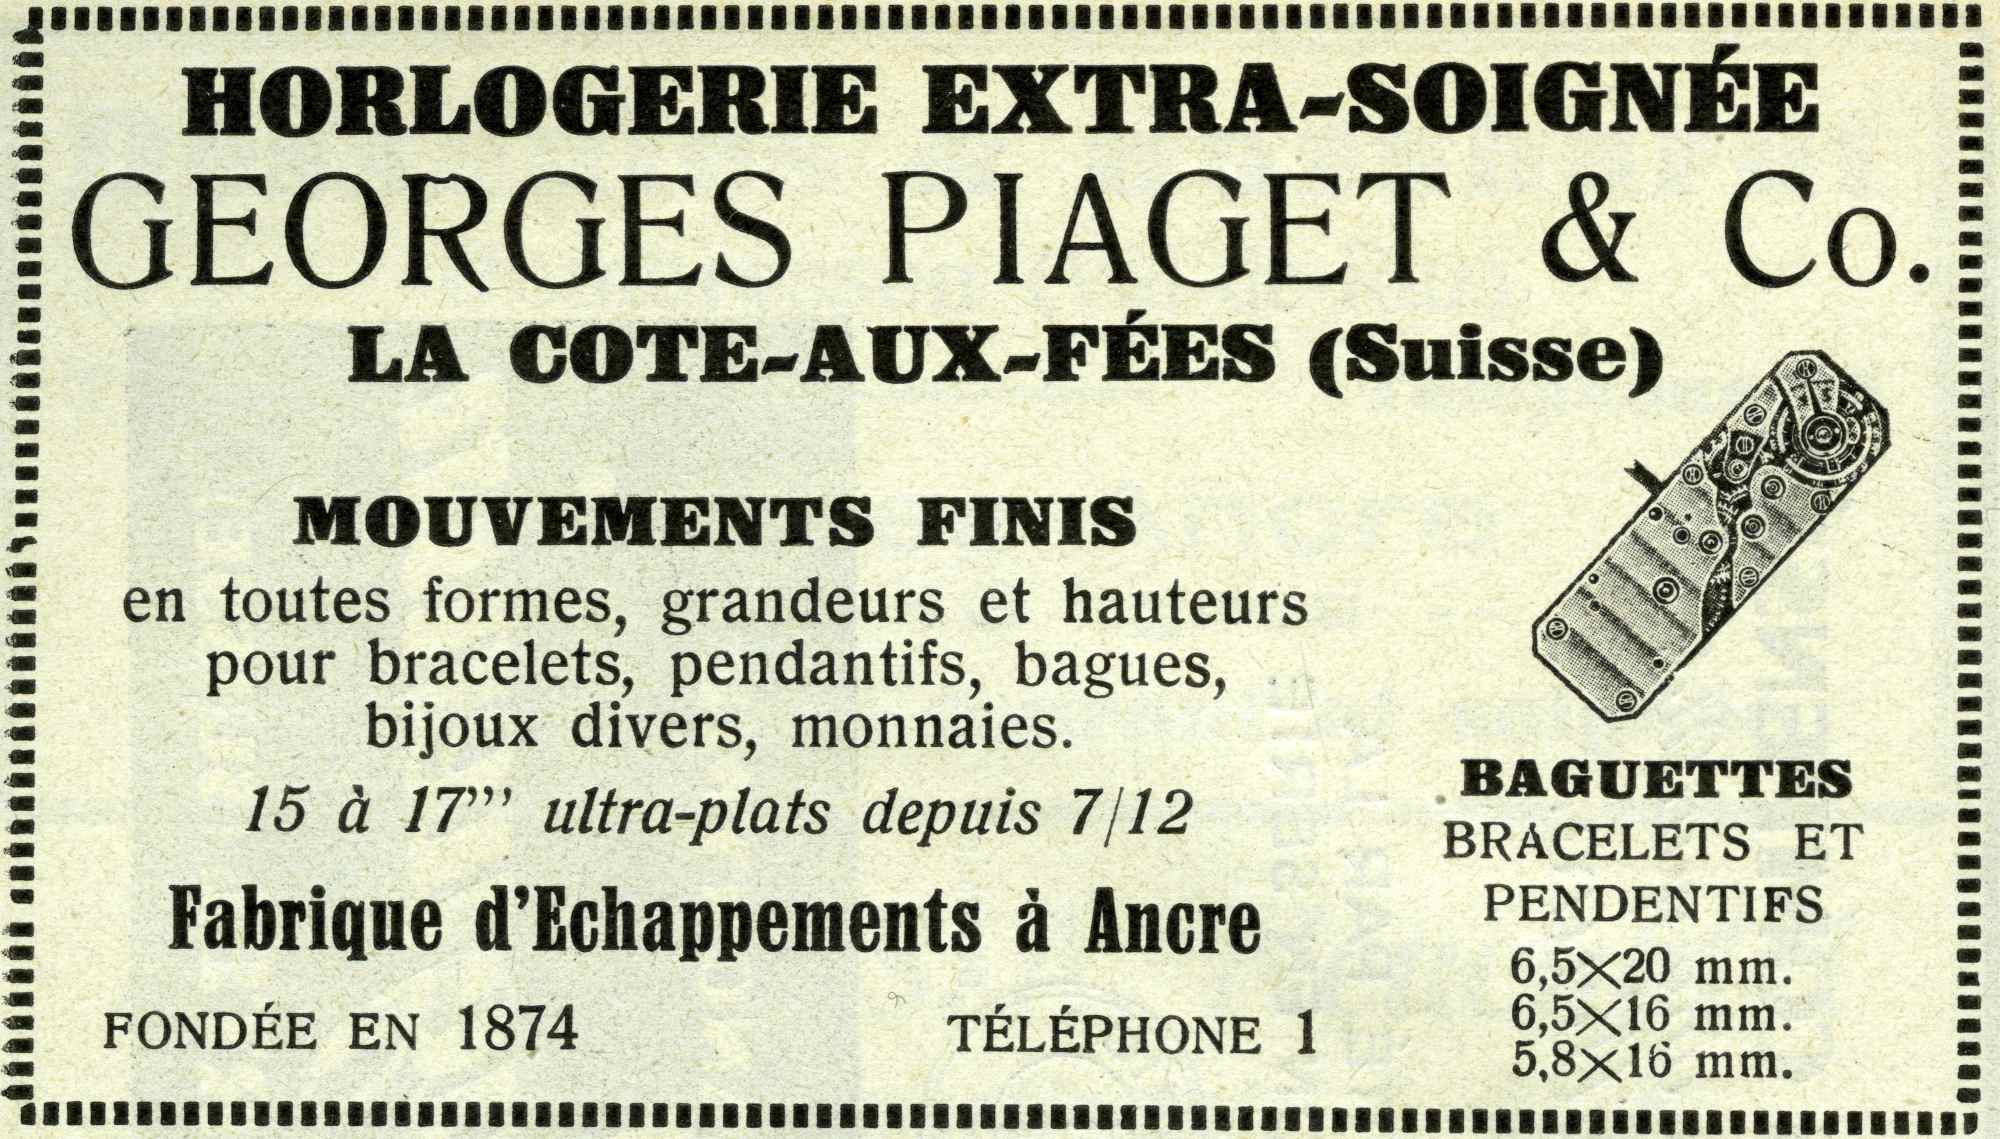 HORLOGERIE EXTRA-SOIGNÉE
GEORGES PIAGET & Co.
LA COTE-AUX-FÉES (Suisse)
MOUVEMENTS FINIS
en toutes formes, grandeurs et hauteurs
pour bracelets, pendantifs, bagues,
bijoux divers, monnaies.
15 à 17''' ultra-plats depuis 7/12
Fabrique d'Echappements à Ancre
FONDÉE EN 1874 TÉLÉPHONE 1
BAGUETTES
BRACELETS ET
PENDENTIFS
6,5×20 mm.
6,5×16 mm.
5,8×16 mm.